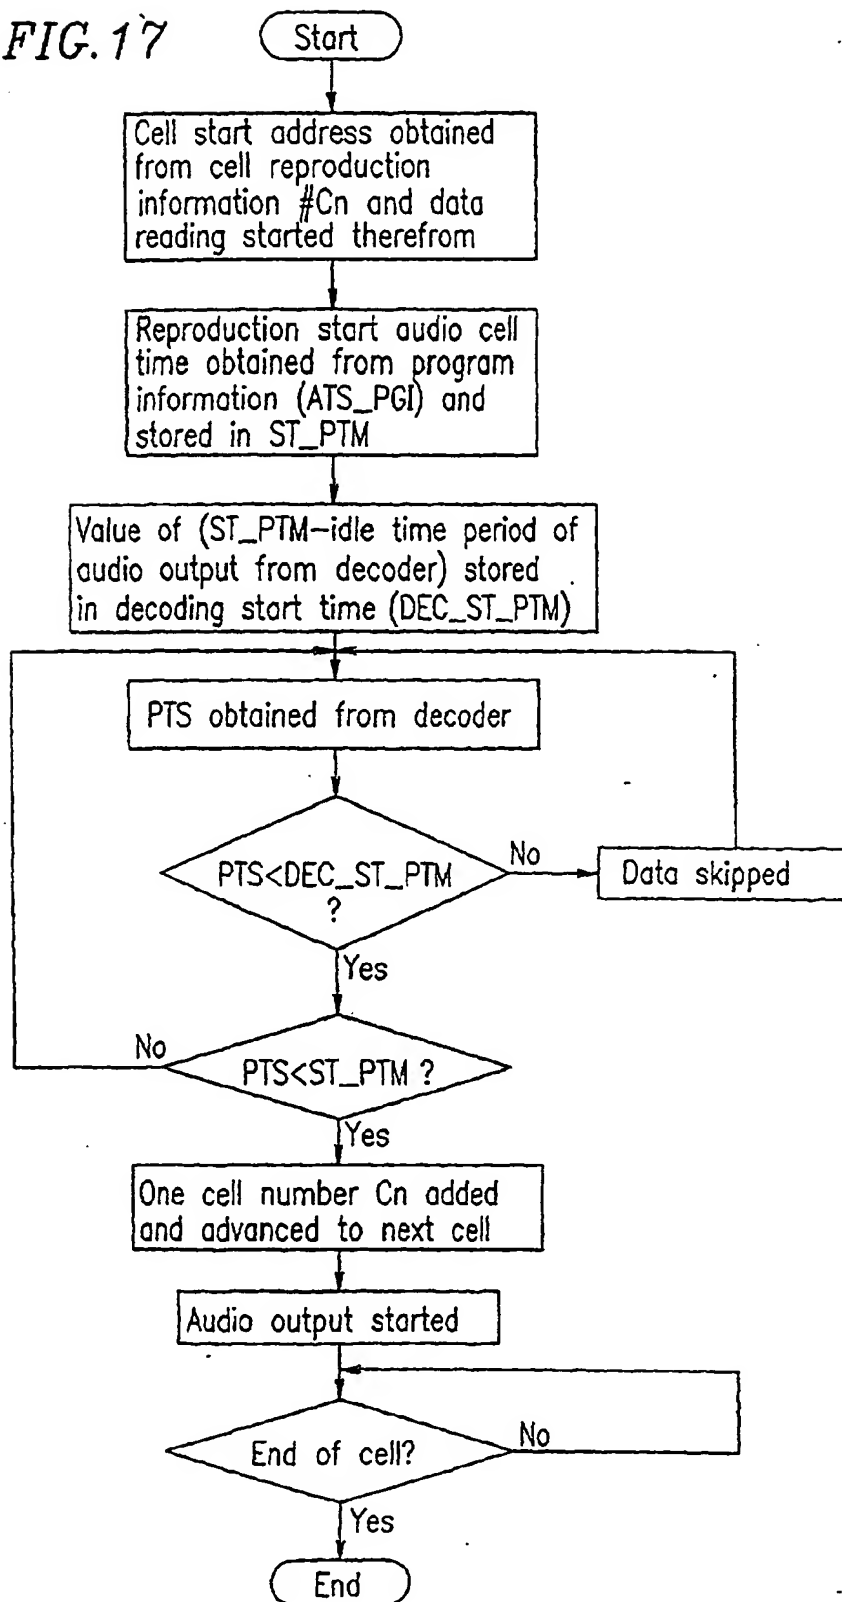 FIG. 17
Start
Cell start address obtained
from cell reproduction
information #Cn and data
reading started therefrom
Reproduction start audio cell
time obtained from program
information (ATS_PGI) and
stored in ST_PTM
Value of (ST_PTM-idle time period of
audio output from decoder) stored
in decoding start time (DEC_ST_PTM)
PTS obtained from decoder
PTS<DEC_ST_PTM
?
No
Data skipped
Yes
No
PTS<ST_PTM ?
Yes
One cell number Cn added
and advanced to next cell
Audio output started
End of cell?
No
Yes
End